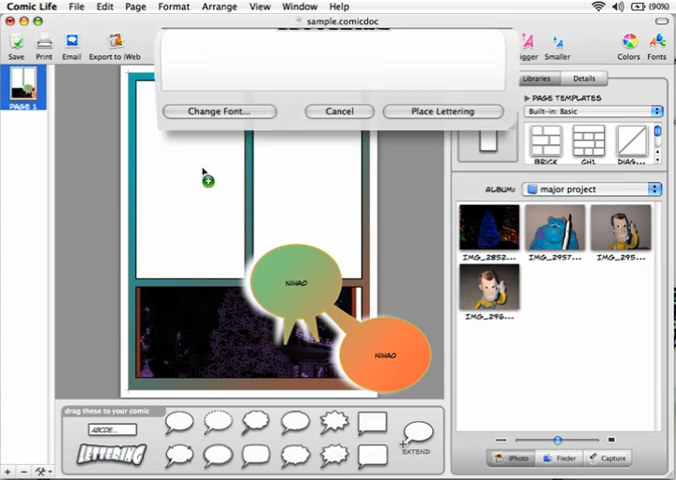 Comic Life File Edit Page Format Arrange View Window Help (90%)
sample.comicdoc
Save Print Email Export to iWeb Smaller Colors Fonts
Change Font... Cancel Place Lettering
Libraries Details
PAGE TEMPLATES
Built-in: Basic
BRICK CH1 DIAG...
PAGE 1
ALBUM: major project
IMG_2852... IMG_2957... IMG_295...
IMG_296...
NIHAO
NIHAO
drag these to your comic
ABCDE...
LETTERING
EXTEND
iPhoto Finder Capture